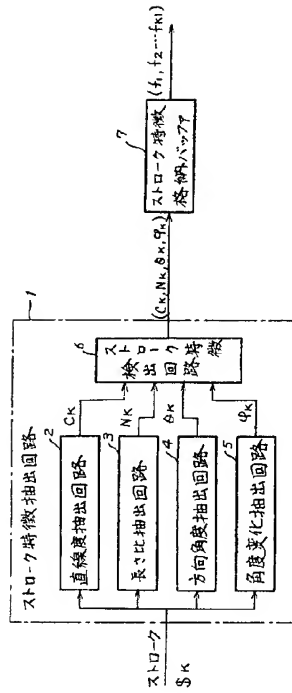 ストローク特徴抽出回路
1
ストローク
$K
直線度抽出回路
2
CK
長さ比抽出回路
3
NK
方向角度抽出回路
4
θK
角度変化抽出回路
5
φK
ストローク特徴検出回路
6
(CK, NK, θK, φK)
ストローク特徴
格納バッファ
7
(f1, f2…fK1)